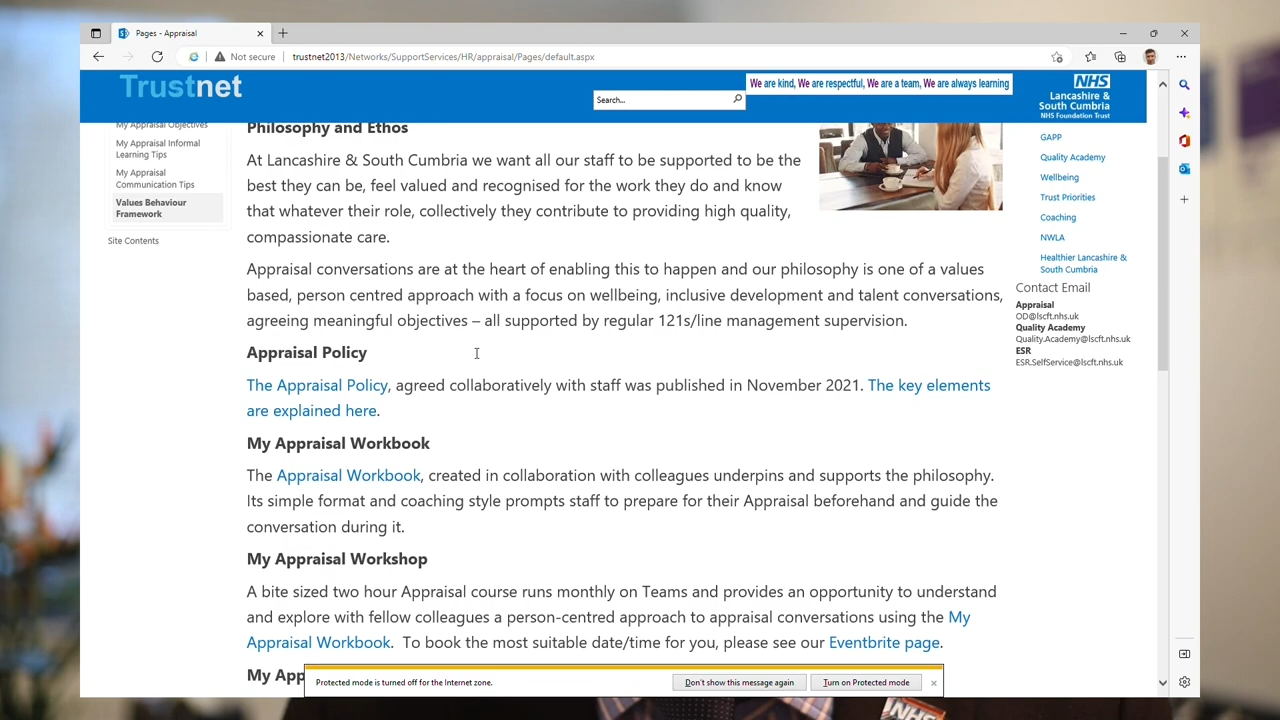 Pages - Appraisal
Not secure
trustnet2013/Networks/SupportServices/HR/appraisal/Pages/default.aspx
Trustnet
Search...
We are kind, We are respectful, We are a team, We are always learning
NHS
Lancashire &
South Cumbria
NHS Foundation Trust
My Appraisal Objectives
My Appraisal Informal
Learning Tips
My Appraisal
Communication Tips
Values Behaviour
Framework
Site Contents
Philosophy and Ethos
At Lancashire & South Cumbria we want all our staff to be supported to be the
best they can be, feel valued and recognised for the work they do and know
that whatever their role, collectively they contribute to providing high quality,
compassionate care.
Appraisal conversations are at the heart of enabling this to happen and our philosophy is one of a values
based, person centred approach with a focus on wellbeing, inclusive development and talent conversations,
agreeing meaningful objectives – all supported by regular 121s/line management supervision.
Appraisal Policy
The Appraisal Policy, agreed collaboratively with staff was published in November 2021. The key elements
are explained here.
My Appraisal Workbook
The Appraisal Workbook, created in collaboration with colleagues underpins and supports the philosophy.
Its simple format and coaching style prompts staff to prepare for their Appraisal beforehand and guide the
conversation during it.
My Appraisal Workshop
A bite sized two hour Appraisal course runs monthly on Teams and provides an opportunity to understand
and explore with fellow colleagues a person-centred approach to appraisal conversations using the My
Appraisal Workbook. To book the most suitable date/time for you, please see our Eventbrite page.
My App
GAPP
Quality Academy
Wellbeing
Trust Priorities
Coaching
NWLA
Healthier Lancashire &
South Cumbria
Contact Email
Appraisal
OD@lscft.nhs.uk
Quality Academy
Quality.Academy@lscft.nhs.uk
ESR
ESR.SelfService@lscft.nhs.uk
Protected mode is turned off for the Internet zone.
Don't show this message again
Turn on Protected mode
NHS